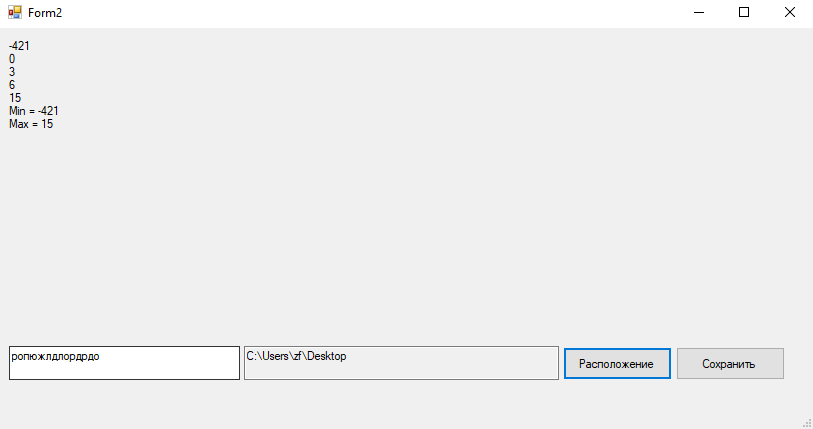 Form2
-421
0
3
6
15
Min = -421
Max = 15
ропюжлдлордрдо
C:\Users\zf\Desktop
Расположение
Сохранить